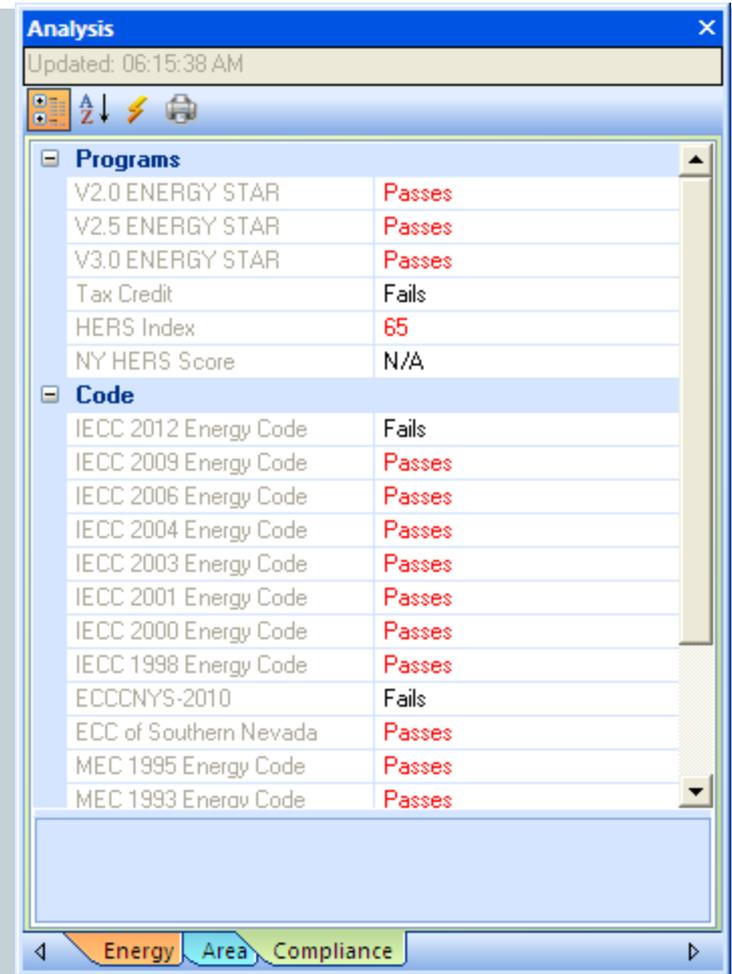 Analysis
Updated: 06:15:38 AM
Programs
V2.0 ENERGY STAR Passes
V2.5 ENERGY STAR Passes
V3.0 ENERGY STAR Passes
Tax Credit Fails
HERS Index 65
NY HERS Score N/A
Code
IECC 2012 Energy Code Fails
IECC 2009 Energy Code Passes
IECC 2006 Energy Code Passes
IECC 2004 Energy Code Passes
IECC 2003 Energy Code Passes
IECC 2001 Energy Code Passes
IECC 2000 Energy Code Passes
IECC 1998 Energy Code Passes
ECCCNYS-2010 Fails
ECC of Southern Nevada Passes
MEC 1995 Energy Code Passes
MEC 1993 Energy Code Passes
Energy Area Compliance